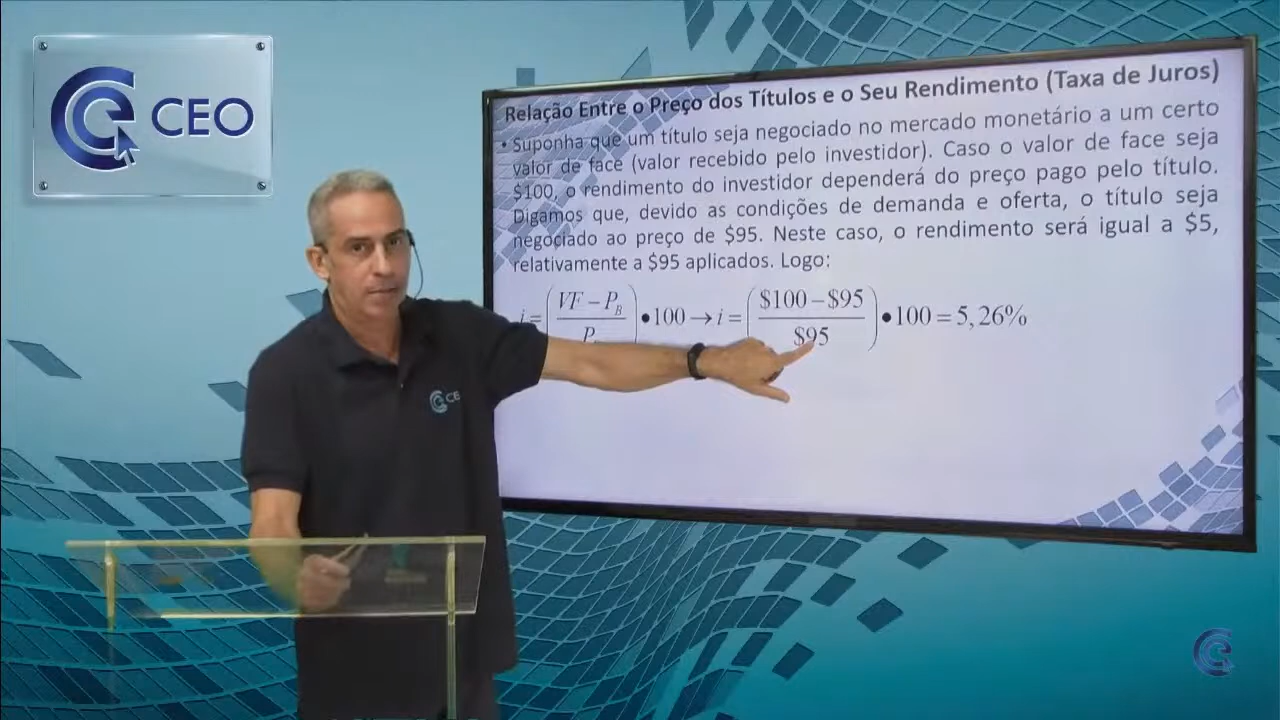 CEO
Relação Entre o Preço dos Títulos e o Seu Rendimento (Taxa de Juros)
• Suponha que um título seja negociado no mercado monetário a um certo
valor de face (valor recebido pelo investidor). Caso o valor de face seja
$100, o rendimento do investidor dependerá do preço pago pelo título.
Digamos que, devido as condições de demanda e oferta, o título seja
negociado ao preço de $95. Neste caso, o rendimento será igual a $5,
relativamente a $95 aplicados. Logo:
i = (VF – P_B / P) • 100 → i = ($100 – $95 / $95) • 100 = 5,26%
CE